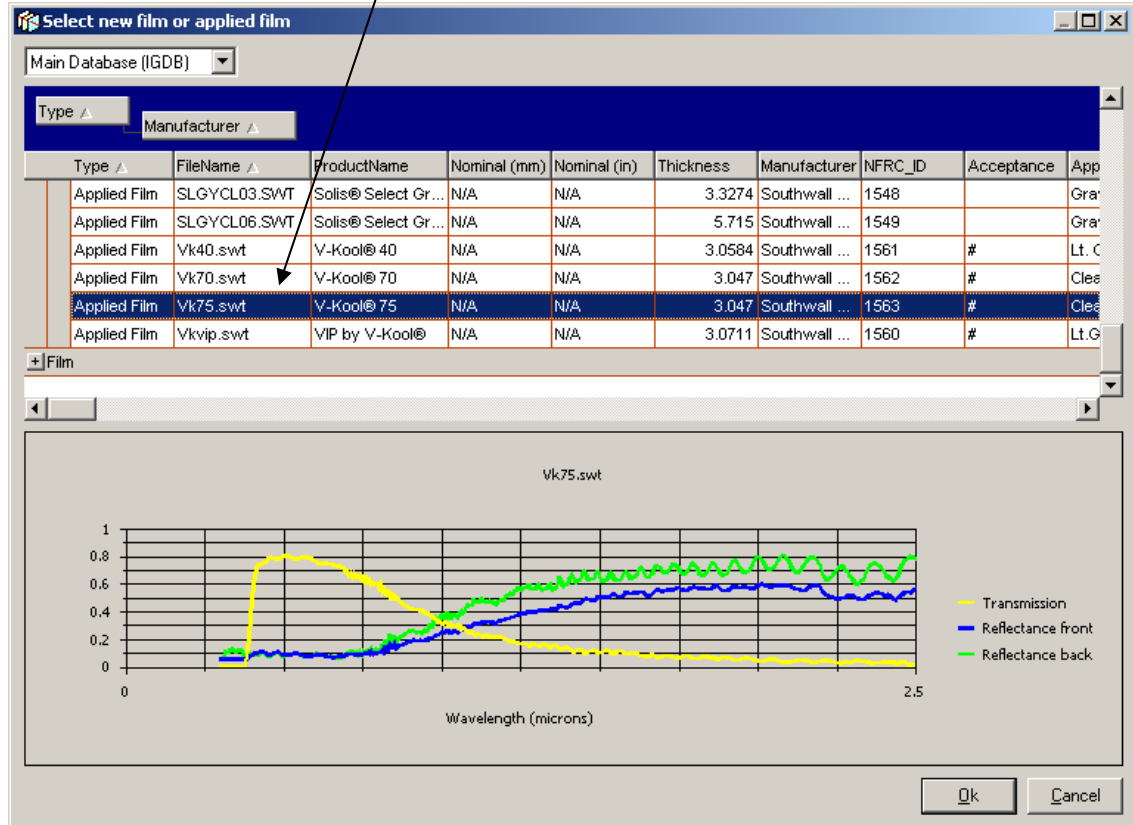 Select new film or applied film
Main Database (IGDB)
Type
Manufacturer
Type FileName ProductName Nominal (mm) Nominal (in) Thickness Manufacturer NFRC_ID Acceptance App
Applied Film SLGYCL03.SWT Solis® Select Gr... N/A N/A 3.3274 Southwall ... 1548
Applied Film SLGYCL06.SWT Solis® Select Gr... N/A N/A 5.715 Southwall ... 1549
Applied Film Vk40.swt V-Kool® 40 N/A N/A 3.0584 Southwall ... 1561 # Lt.
Applied Film Vk70.swt V-Kool® 70 N/A N/A 3.047 Southwall ... 1562 # Clea
Applied Film Vk75.swt V-Kool® 75 N/A N/A 3.047 Southwall ... 1563 # Clea
Applied Film Vkvip.swt VIP by V-Kool® N/A N/A 3.0711 Southwall ... 1560 # Lt.G
Film
Vk75.swt
1
0.8
0.6
0.4
0.2
0
0 2.5
Wavelength (microns)
Transmission
Reflectance front
Reflectance back
Ok Cancel